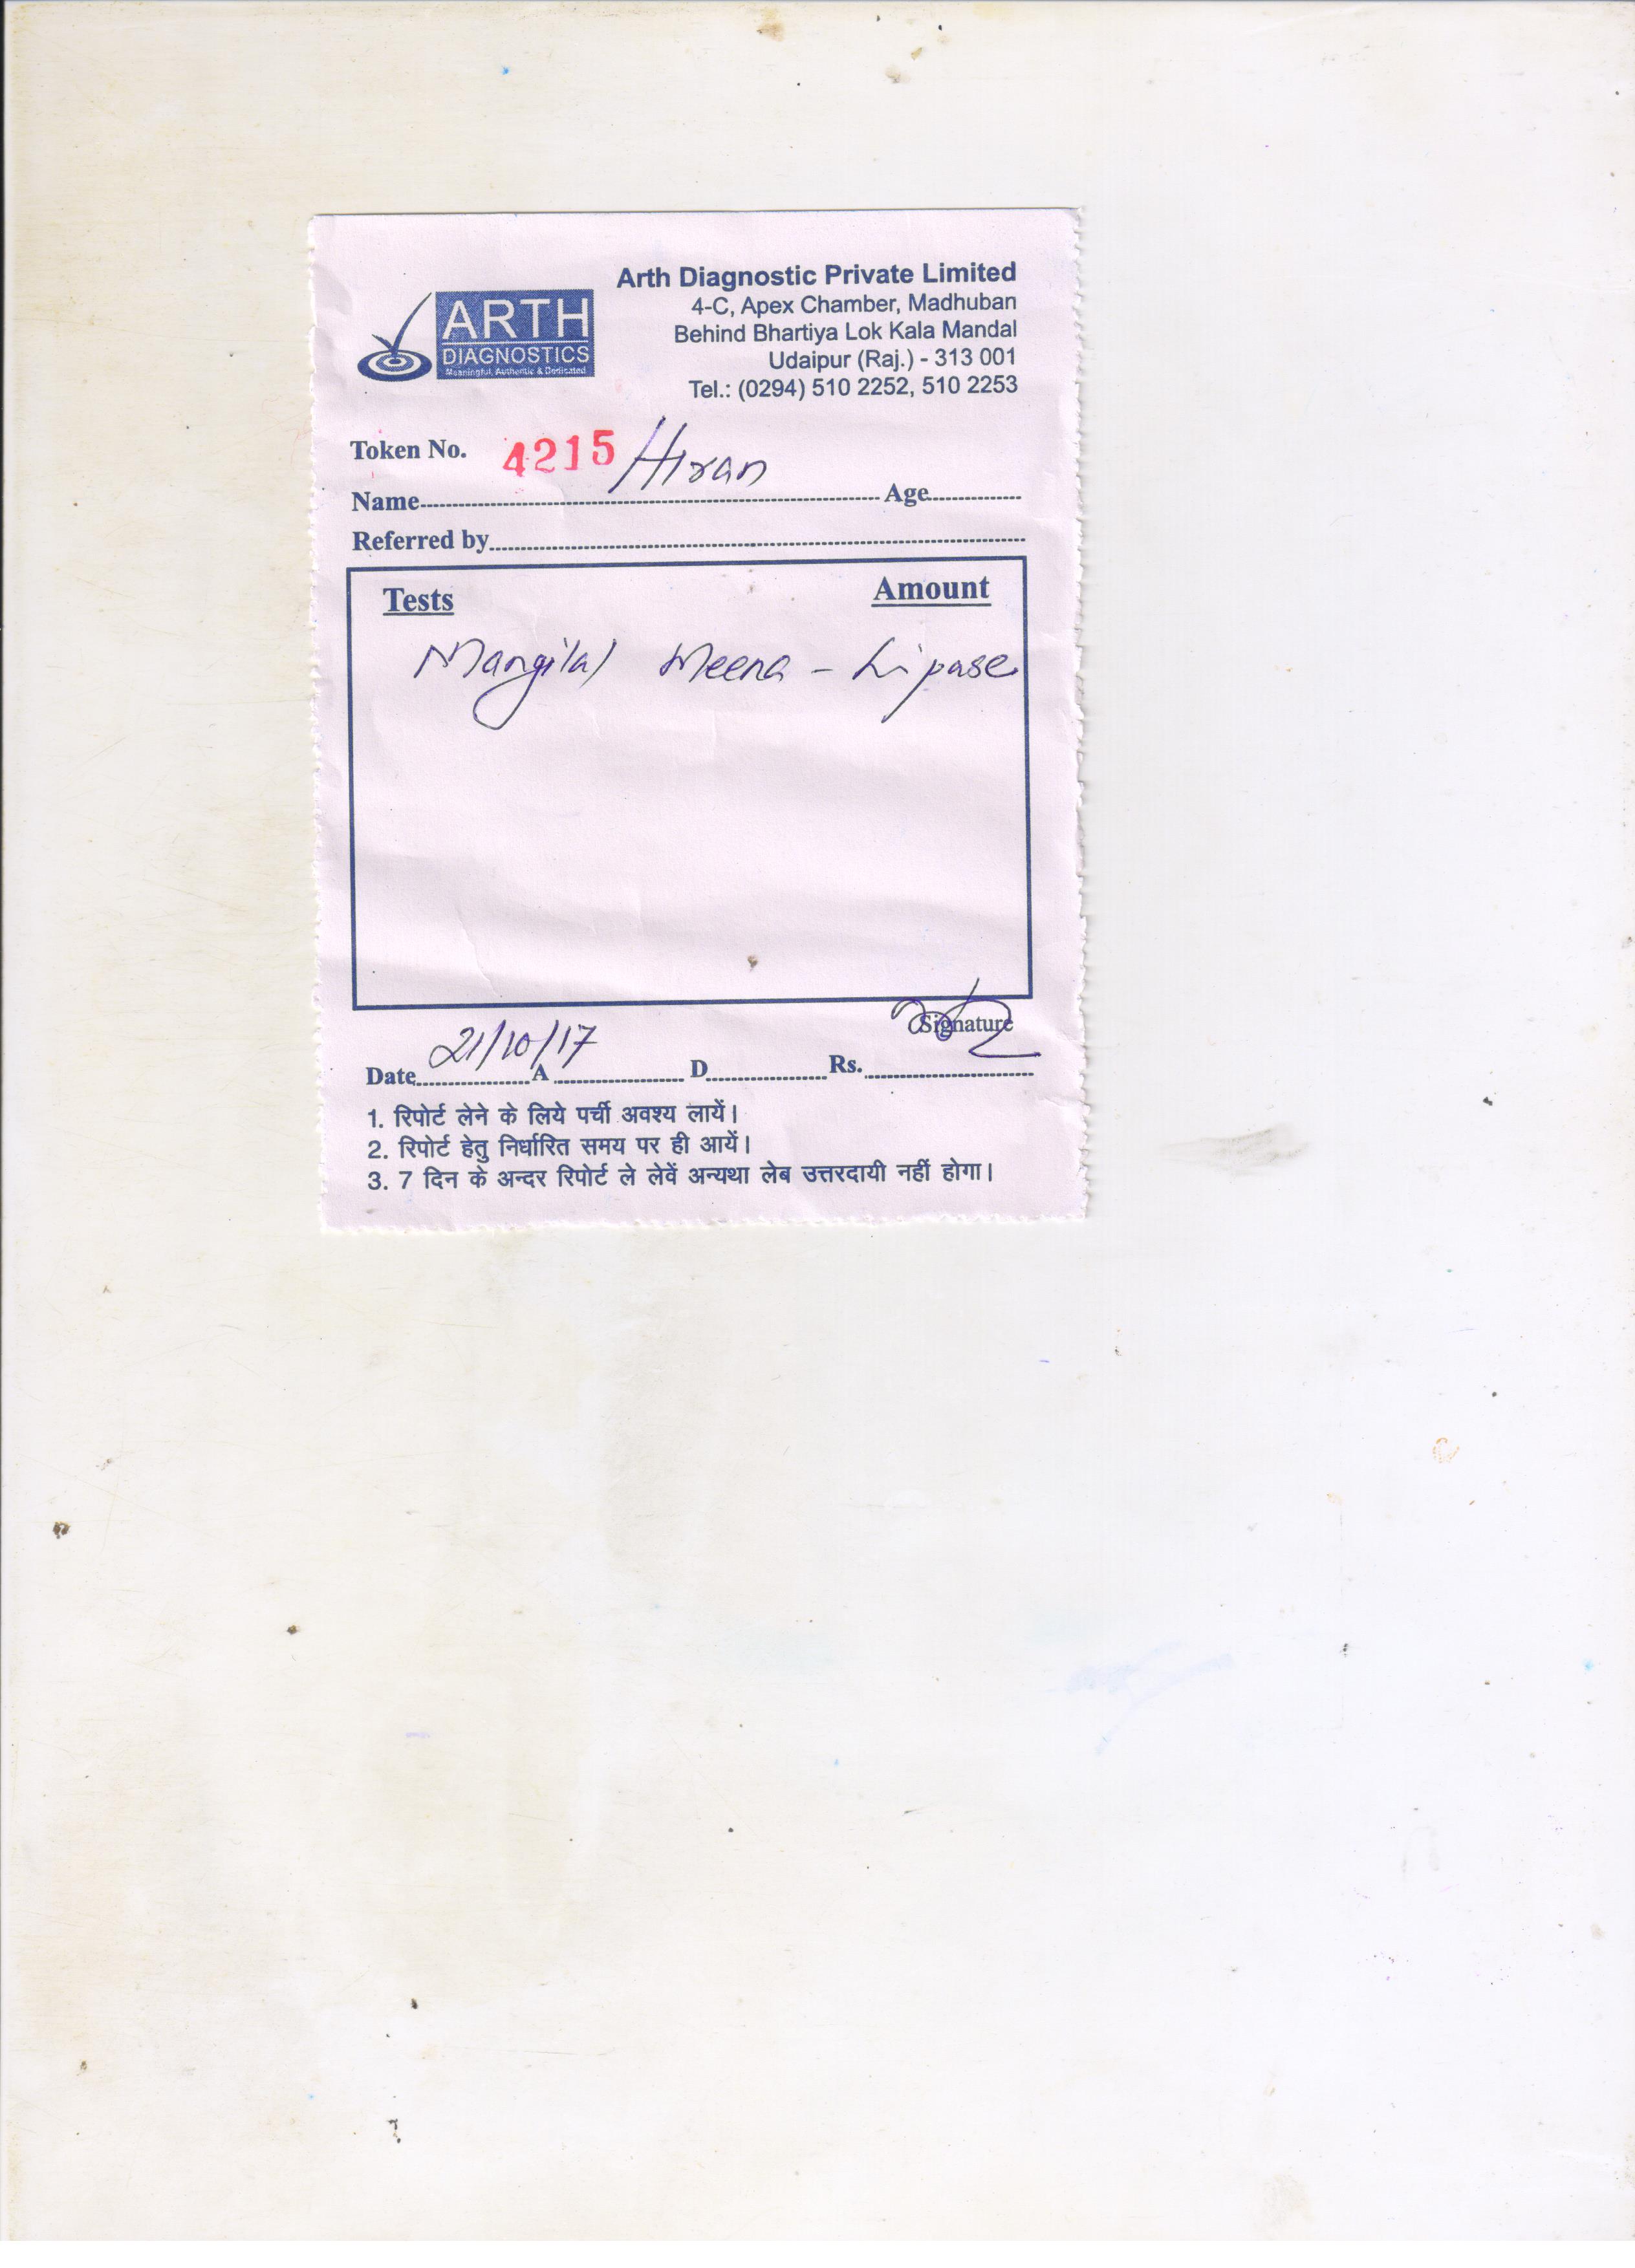 Arth Diagnostic Private Limited
4-C, Apex Chamber, Madhuban
Behind Bhartiya Lok Kala Mandal
Udaipur (Raj.) - 313 001
Tel.: (0294) 510 2252, 510 2253
ARTH
DIAGNOSTICS
Meaningful, Authentic & Dedicated
Token No. 4215
Name Hiran Age
Referred by
Tests Amount
Mangilal Meena - Lipase
Signature
Date 21/10/17 A D Rs.
1. रिपोर्ट लेने के लिये पर्ची अवश्य लायें।
2. रिपोर्ट हेतु निर्धारित समय पर ही आयें।
3. 7 दिन के अन्दर रिपोर्ट ले लेवें अन्यथा लेब उत्तरदायी नहीं होगा।